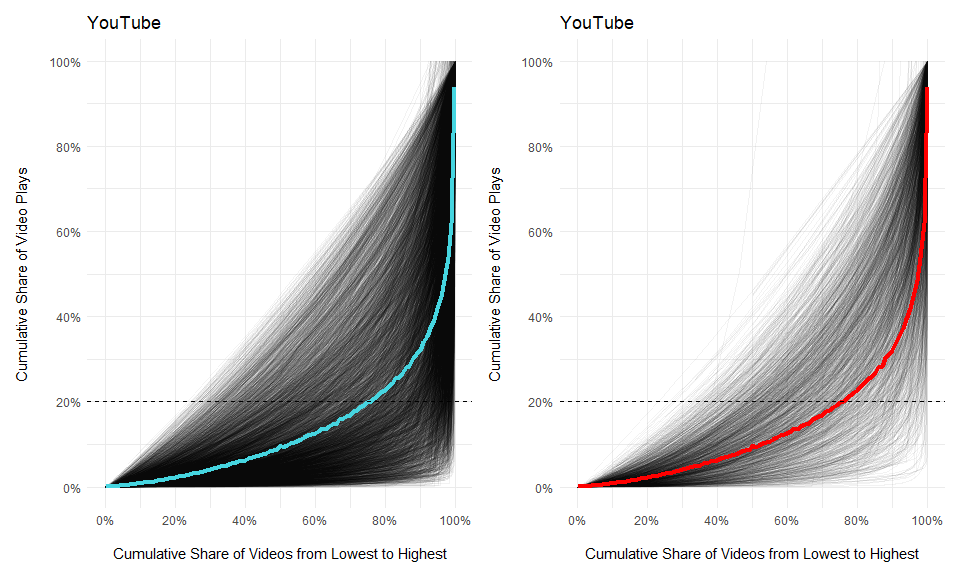 YouTube
Cumulative Share of Video Plays
100%
80%
60%
40%
20%
0%
0% 20% 40% 60% 80% 100%
Cumulative Share of Videos from Lowest to Highest
YouTube
Cumulative Share of Video Plays
100%
80%
60%
40%
20%
0%
0% 20% 40% 60% 80% 100%
Cumulative Share of Videos from Lowest to Highest